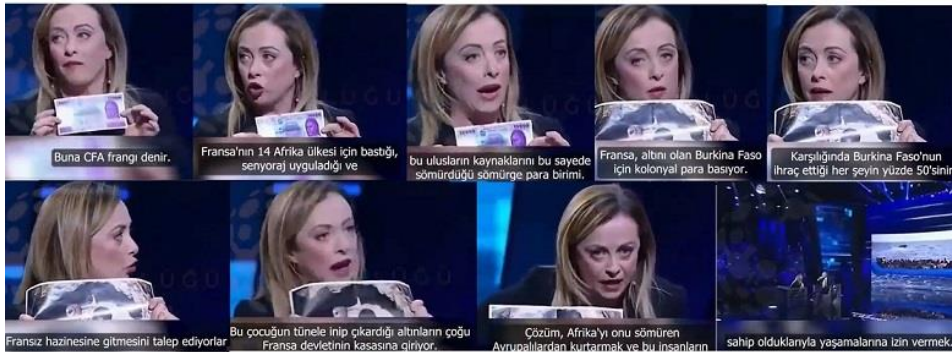 Buna CFA frangı denir.
Fransa'nın 14 Afrika ülkesi için bastığı,
senyoraj uyguladığı ve
bu ulusların kaynaklarını bu sayede
sömürdüğü sömürge para birimi.
Fransa, altını olan Burkina Faso
için kolonyal para basıyor.
Karşılığında Burkina Faso'nun
ihraç ettiği her şeyin yüzde 50'sinin
Fransız hazinesine gitmesini talep ediyorlar
Bu çocuğun tünele inip çıkardığı altınların çoğu
Fransa devletinin kasasına giriyor.
Çözüm, Afrika'yı onu sömüren
Avrupalılardan kurtarmak ve bu insanların
sahip olduklarıyla yaşamalarına izin vermek.